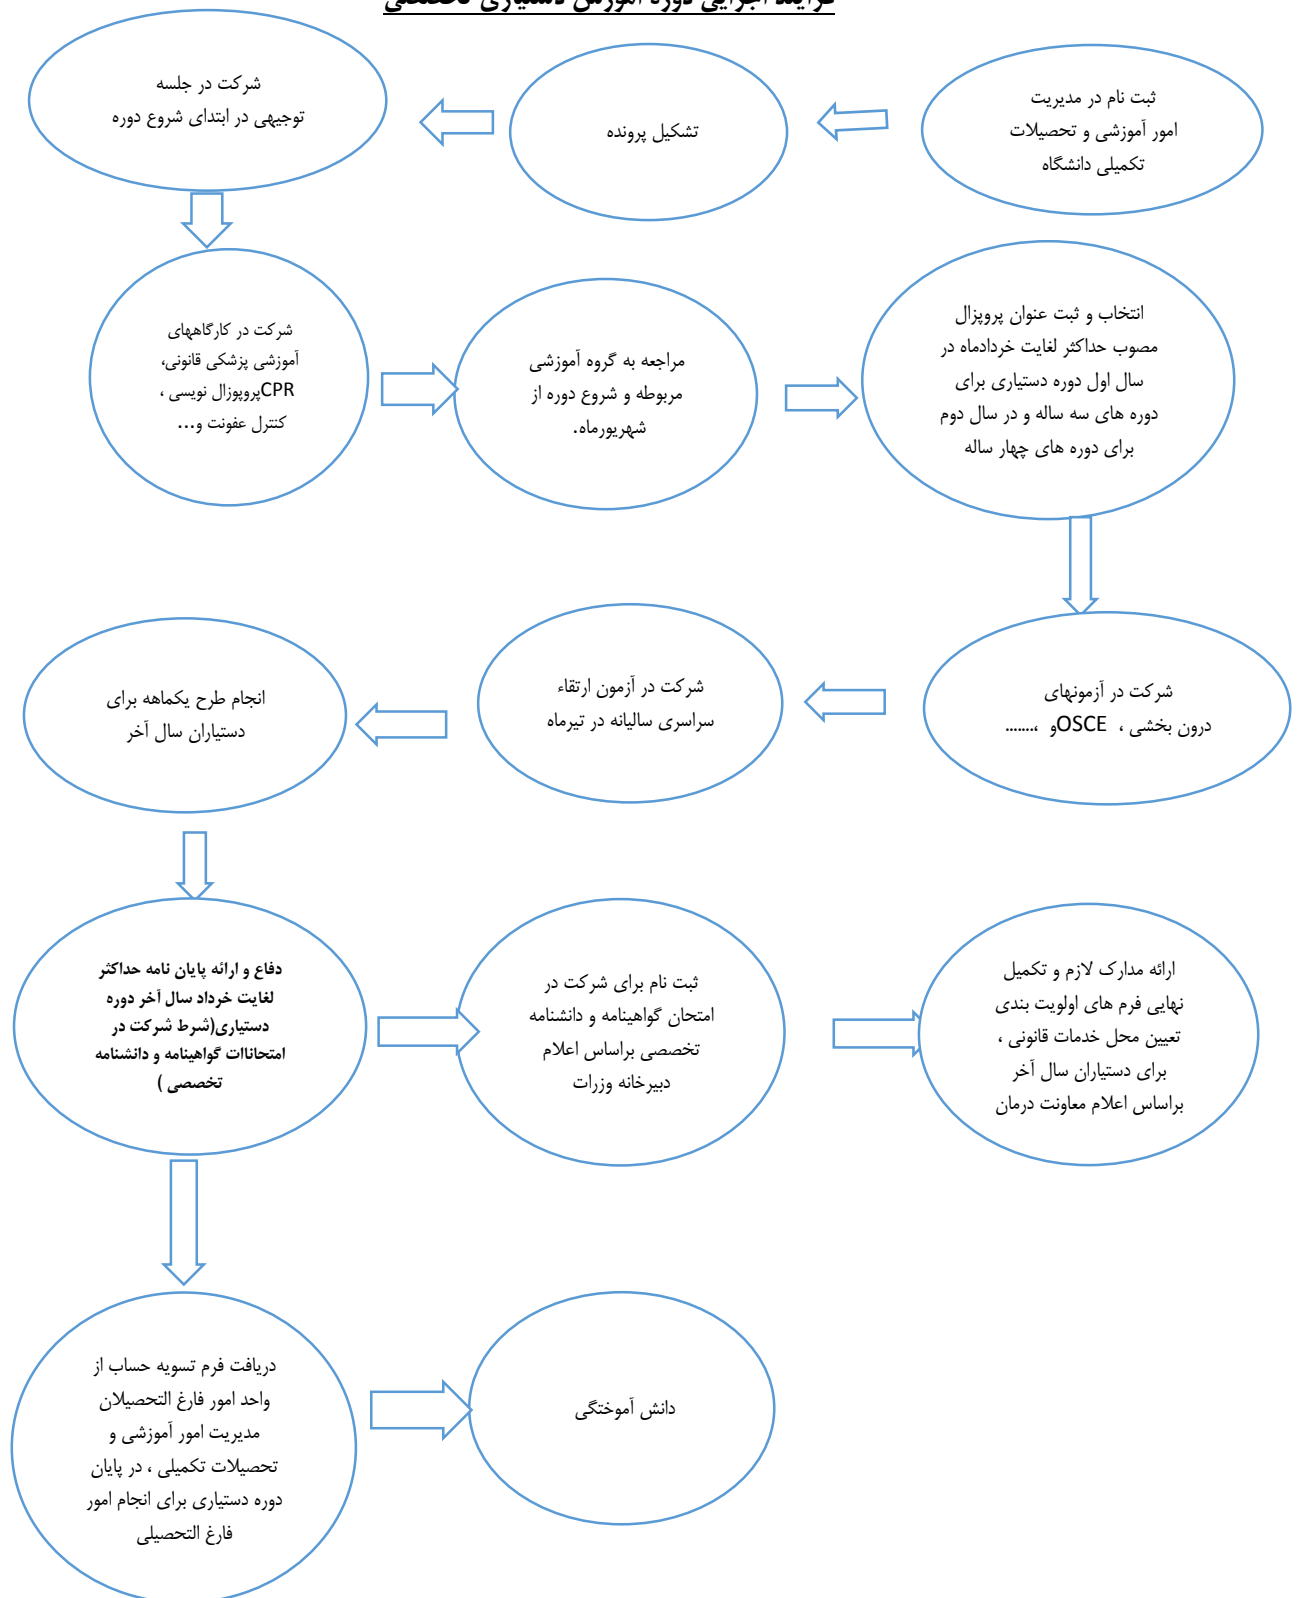 فرایند اجرایی دوره آموزش دستیاری تخصصی
ثبت نام در مدیریت
امور آموزشی و تحصیلات
تکمیلی دانشگاه
تشکیل پرونده
شرکت در جلسه
توجیهی در ابتدای شروع دوره
شرکت در کارگاههای
آموزشی پزشکی قانونی،
CPRپروپوزال نویسی ،
کنترل عفونت و...
مراجعه به گروه آموزشی
مربوطه و شروع دوره از
شهریورماه.
انتخاب و ثبت عنوان پروپزال
مصوب حداکثر لغایت خردادماه در
سال اول دوره دستیاری برای
دوره های سه ساله و در سال دوم
برای دوره های چهار ساله
شرکت در آزمونهای
درون بخشی ، OSCEو ،.......
شرکت در آزمون ارتقاء
سراسری سالیانه در تیرماه
انجام طرح یکماهه برای
دستیاران سال آخر
دفاع و ارائه پایان نامه حداکثر
لغایت خرداد سال آخر دوره
دستیاری(شرط شرکت در
امتحاناات گواهینامه و دانشنامه
تخصصی )
ثبت نام برای شرکت در
امتحان گواهینامه و دانشنامه
تخصصی براساس اعلام
دبیرخانه وزرات
ارائه مدارک لازم و تکمیل
نهایی فرم های اولویت بندی
تعیین محل خدمات قانونی ،
برای دستیاران سال آخر
براساس اعلام معاونت درمان
دریافت فرم تسویه حساب از
واحد امور فارغ التحصیلان
مدیریت امور آموزشی و
تحصیلات تکمیلی ، در پایان
دوره دستیاری برای انجام امور
فارغ التحصیلی
دانش آموختگی